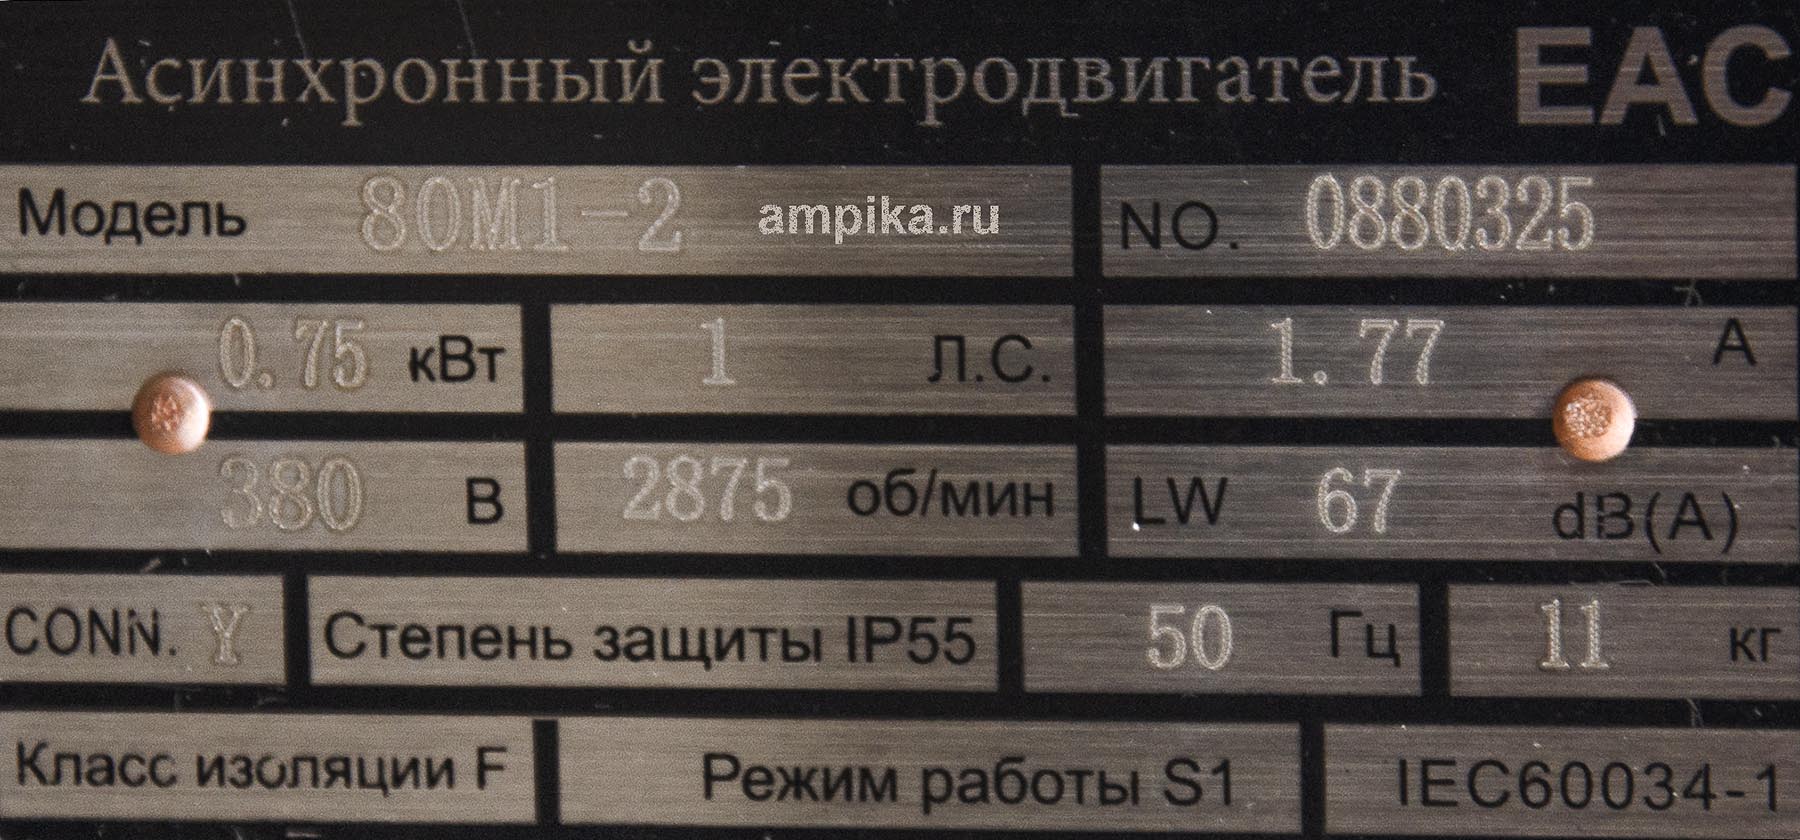 Асинхронный электродвигатель EAC
Модель 80M1-2 ampika.ru NO. 0880325
0.75 кВт 1 Л.С. 1.77 A
380 В 2875 об/мин LW 67 dB(A)
CONN. Y Степень защиты IP55 50 Гц 11 кг
Класс изоляции F Режим работы S1 IEC60034-1